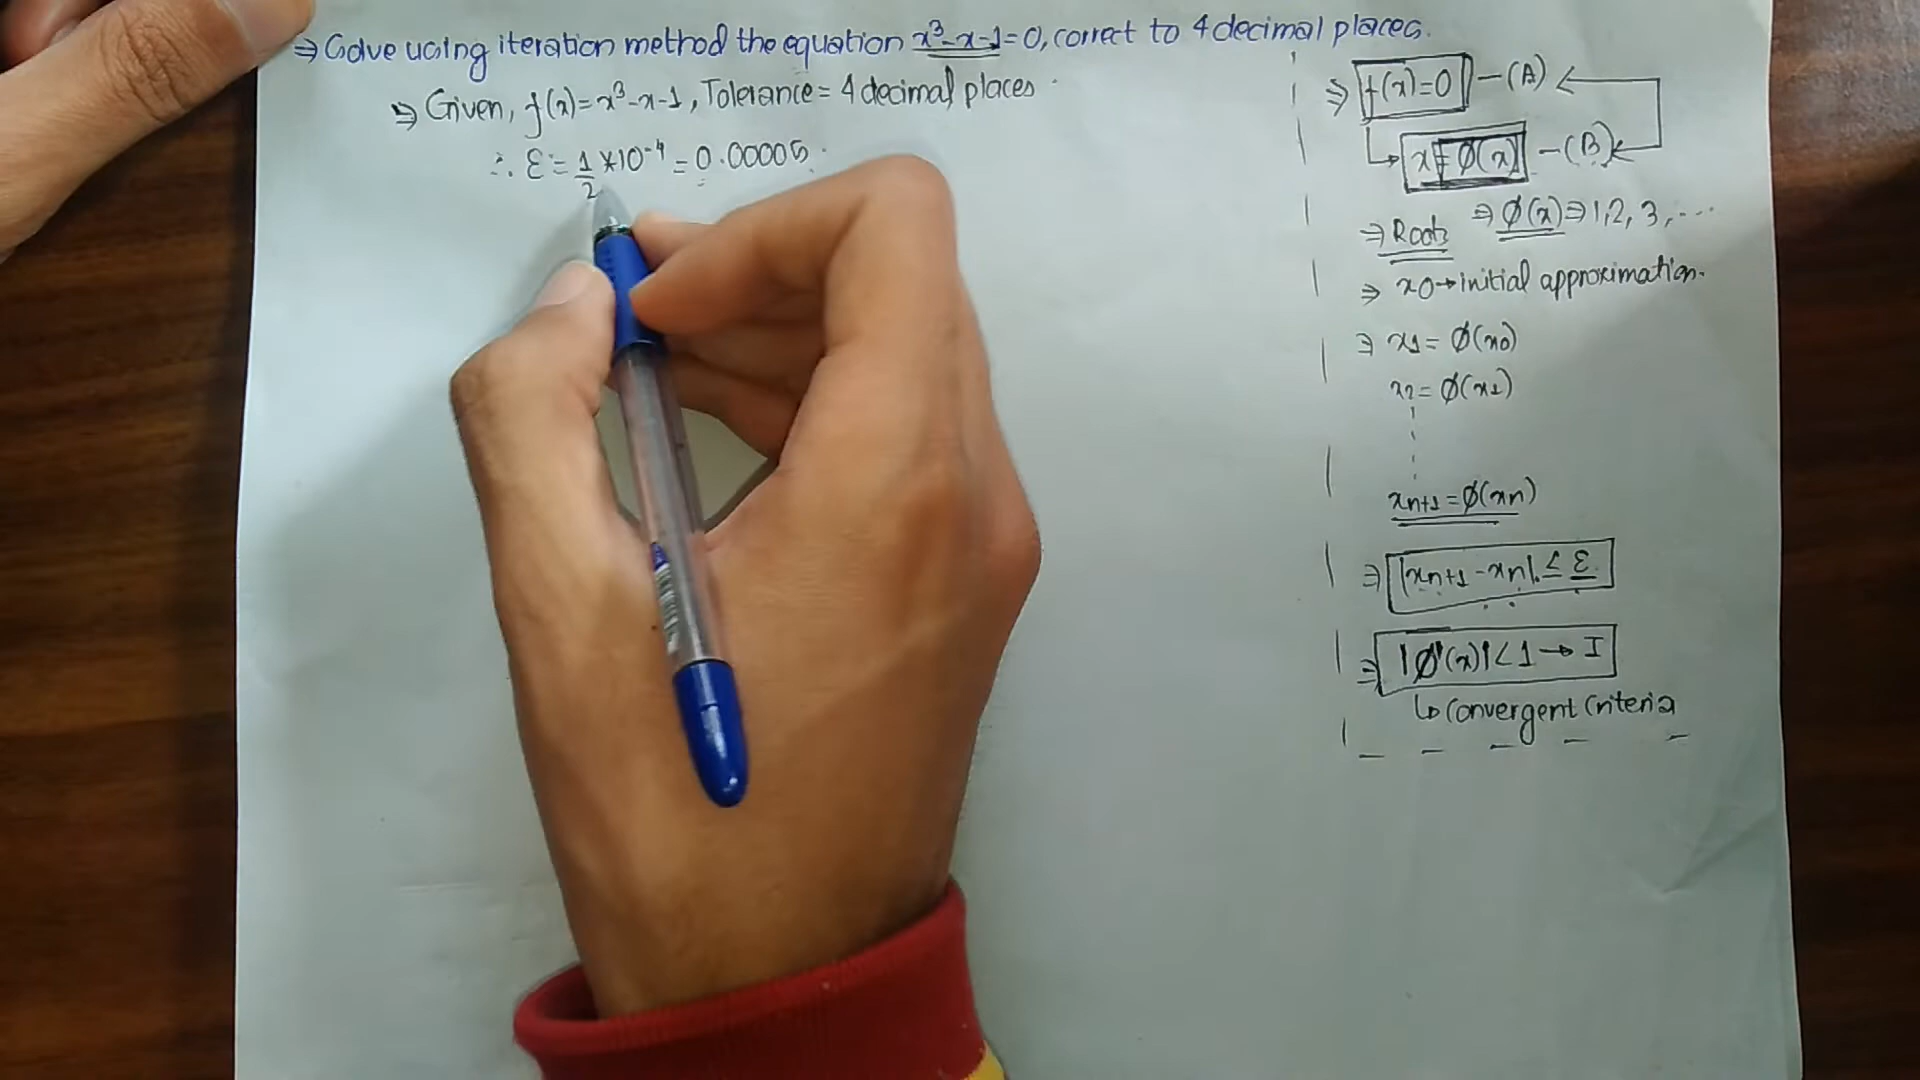 ⇒ Solve using iteration method the equation x³-x-1=0, correct to 4 decimal places.
⇒ Given, f(x)=x³-x-1, Tolerance = 4 decimal places
∴ ε = 1/2 *10⁻⁴ = 0.00005
⇒ f(x)=0 -(A)
x = ø(x) -(B)
⇒ Roots ⇒ ø(x) ⇒ 1,2,3,...
⇒ x0→initial approximation.
⇒ x1 = ø(x0)
x2 = ø(x1)
xn+1 = ø(xn)
⇒ |xn+1 - xn| ≤ ε
⇒ |ø'(x)| < 1 → I
↳ convergent criteria